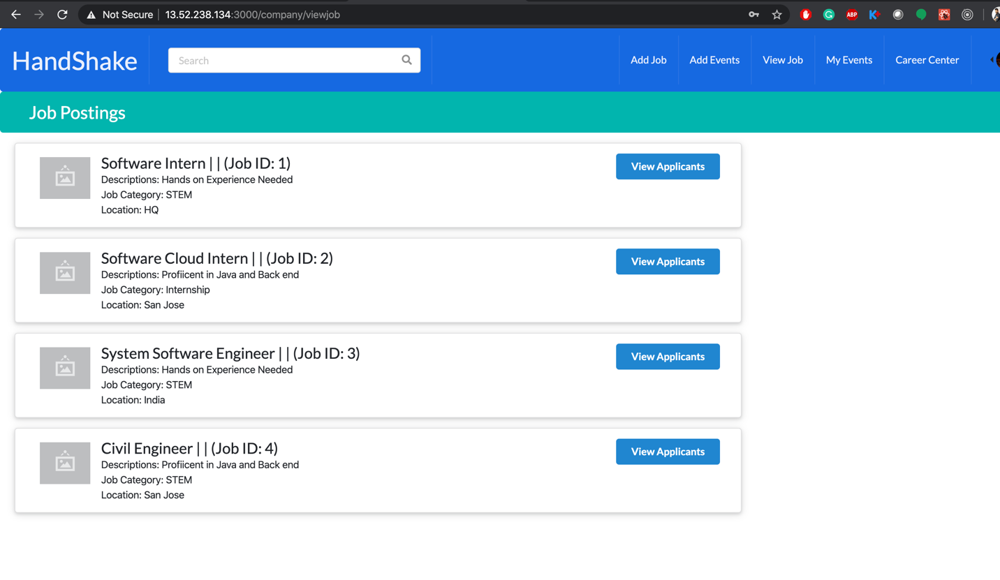 Not Secure | 13.52.238.134:3000/company/viewjob
ABP
HandShake
Search
Add Job
Add Events
View Job
My Events
Career Center
Job Postings
Software Intern | | (Job ID: 1)
View Applicants
Descriptions: Hands on Experience Needed
Job Category: STEM
Location: HQ
Software Cloud Intern | | (Job ID: 2)
View Applicants
Descriptions: Profiicent in Java and Back end
Job Category: Internship
Location: San Jose
System Software Engineer | | (Job ID: 3)
View Applicants
Descriptions: Hands on Experience Needed
Job Category: STEM
Location: India
Civil Engineer | | (Job ID: 4)
View Applicants
Descriptions: Profiicent in Java and Back end
Job Category: STEM
Location: San Jose